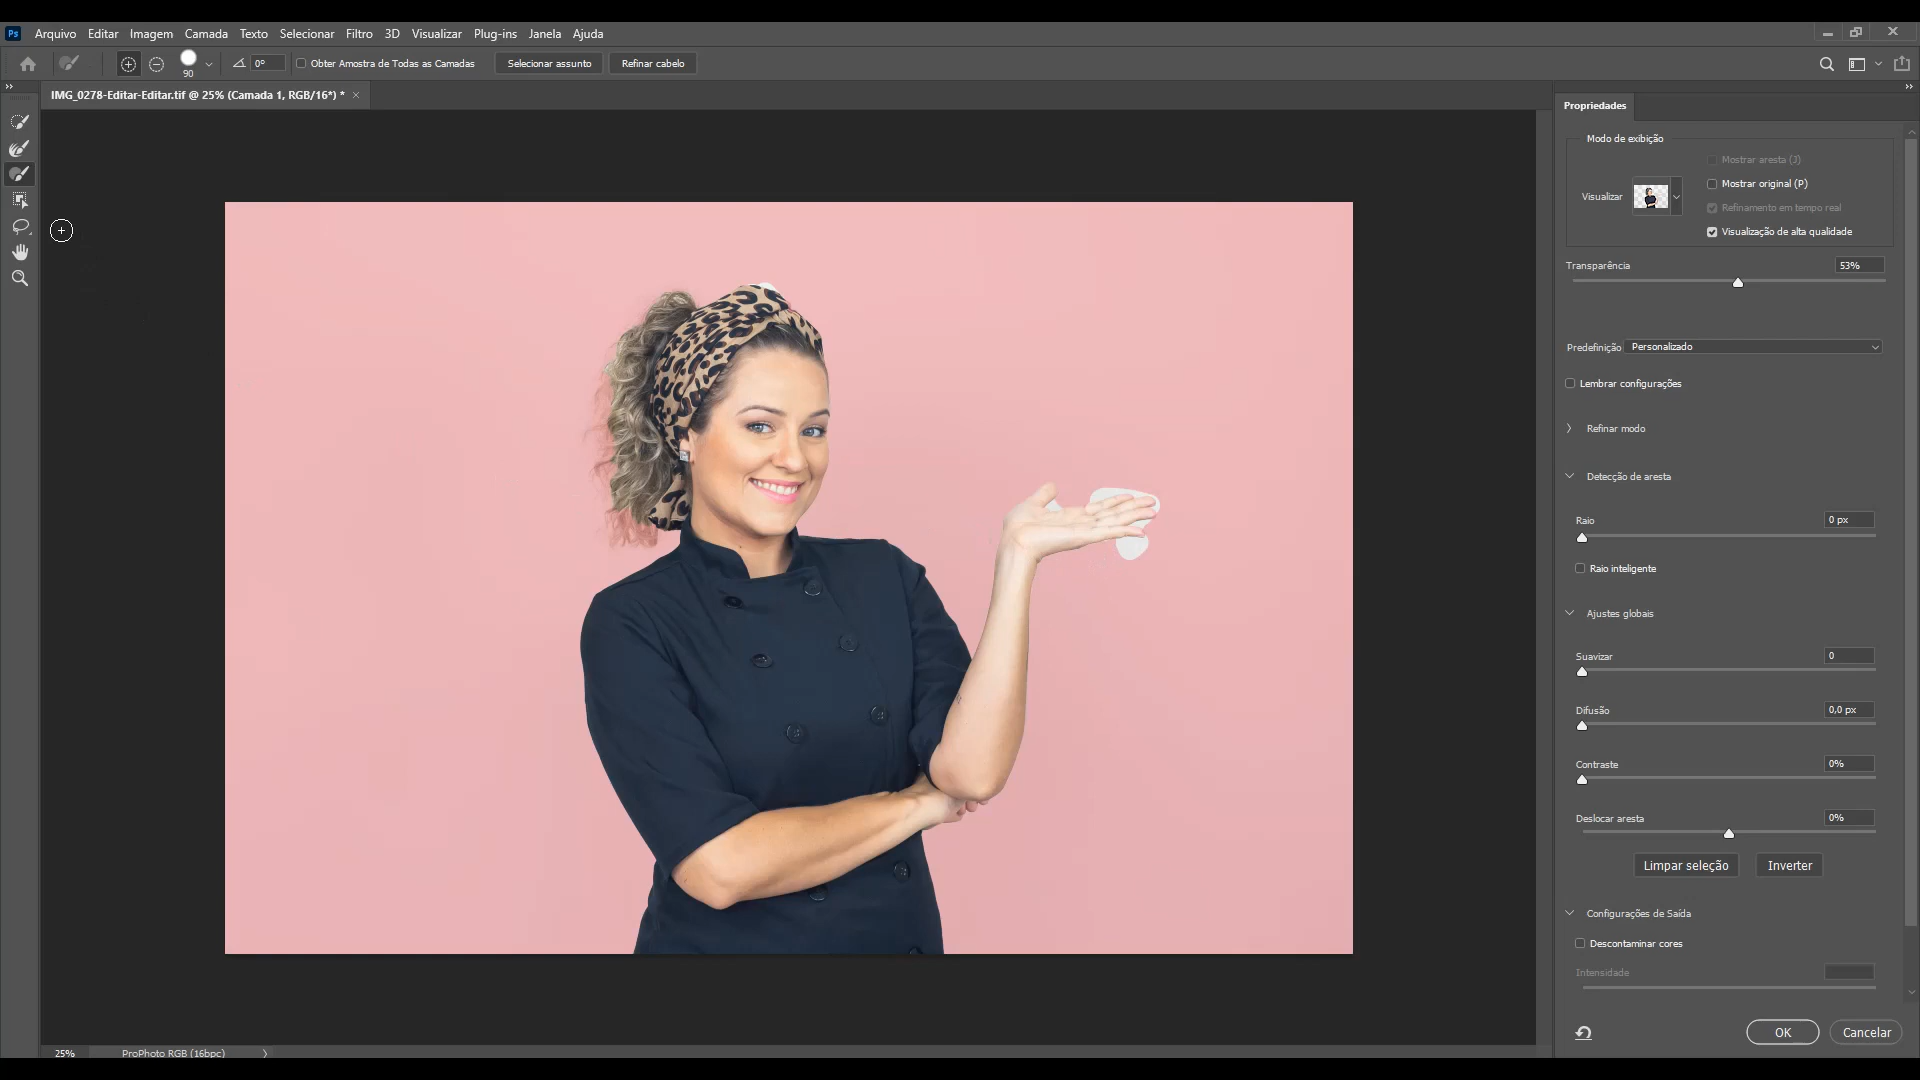 Ps Arquivo Editar Imagem Camada Texto Selecionar Filtro 3D Visualizar Plug-ins Janela Ajuda
90 0° Obter Amostra de Todas as Camadas Selecionar assunto Refinar cabelo
IMG_0278-Editar-Editar.tif @ 25% (Camada 1, RGB/16*) *
Propriedades
Modo de exibição
Mostrar aresta (J)
Visualizar
Mostrar original (P)
Refinamento em tempo real
Visualização de alta qualidade
Transparência 53%
Predefinição Personalizado
Lembrar configurações
Refinar modo
Detecção de aresta
Raio 0 px
Raio inteligente
Ajustes globais
Suavizar 0
Difusão 0,0 px
Contraste 0%
Deslocar aresta 0%
Limpar seleção Inverter
Configurações de Saída
Descontaminar cores
Intensidade
OK Cancelar
25% ProPhoto RGB (16bpc)